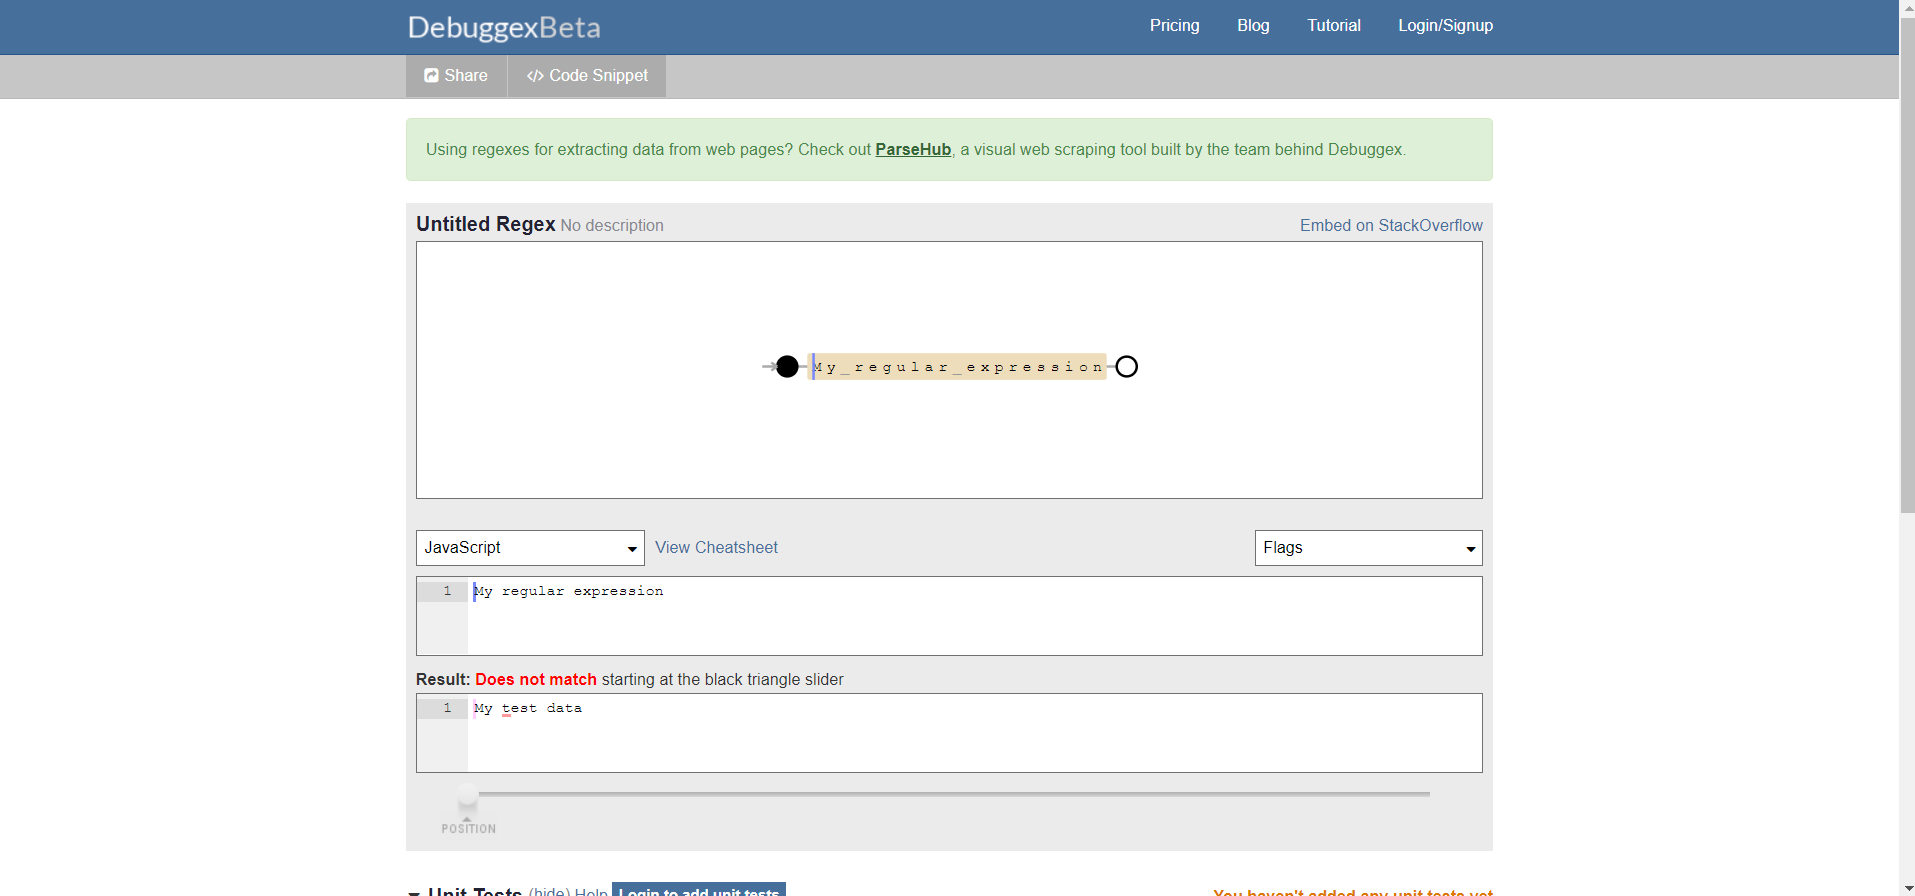 DebuggexBeta Pricing Blog Tutorial Login/Signup
Share </> Code Snippet
Using regexes for extracting data from web pages? Check out ParseHub, a visual web scraping tool built by the team behind Debuggex.
Untitled Regex No description Embed on StackOverflow
My_regular_expression
JavaScript View Cheatsheet Flags
1 My regular expression
Result: Does not match starting at the black triangle slider
1 My test data
POSITION
Unit Tests (hide) Help Login to add unit tests You haven't added any unit tests yet